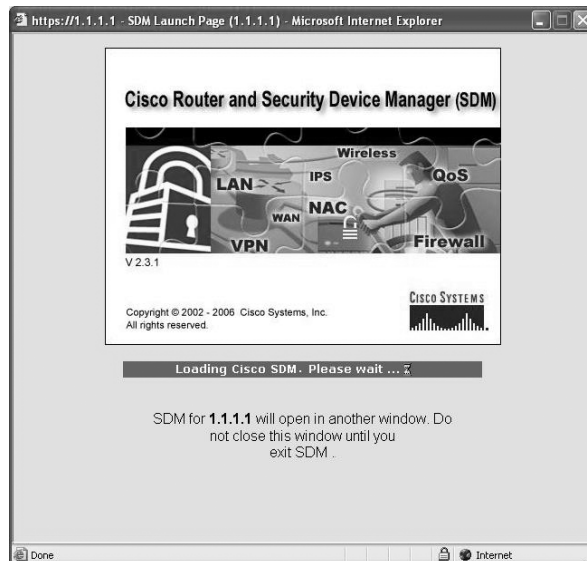 https://1.1.1.1 - SDM Launch Page (1.1.1.1) - Microsoft Internet Explorer
Cisco Router and Security Device Manager (SDM)
Wireless
LAN
IPS
QoS
WAN
NAC
VPN
Firewall
V 2.3.1
CISCO SYSTEMS
Copyright © 2002 - 2006 Cisco Systems, Inc.
All rights reserved.
Loading Cisco SDM. Please wait ...
SDM for 1.1.1.1 will open in another window. Do
not close this window until you
exit SDM .
Done
Internet